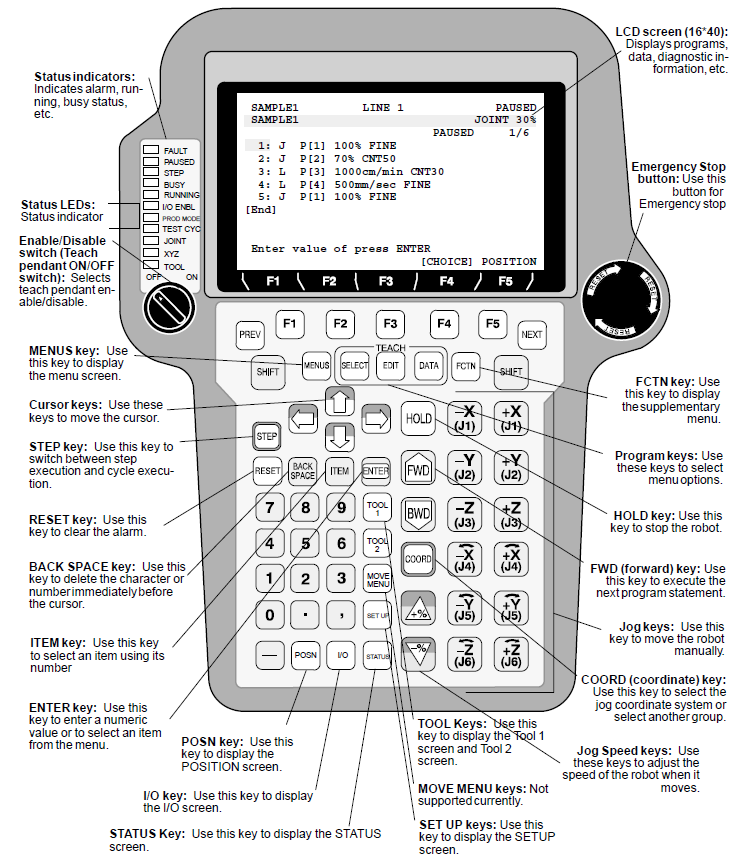 LCD screen (16*40):
Displays programs,
data, diagnostic in-
formation, etc.
Status indicators:
Indicates alarm, run-
ning, busy status,
etc.
SAMPLE1 LINE 1 PAUSED
SAMPLE1 JOINT 30%
PAUSED 1/6
1: J P[1] 100% FINE
2: J P[2] 70% CNT50
3: L P[3] 1000cm/min CNT30
4: L P[4] 500mm/sec FINE
5: J P[1] 100% FINE
[End]
Enter value of press ENTER
[CHOICE] POSITION
F1 F2 F3 F4 F5
FAULT
PAUSED
STEP
BUSY
RUNNING
I/O ENBL
PROD MODE
TEST CYC
JOINT
XYZ
TOOL
OFF ON
Status LEDs:
Status indicator
Enable/Disable
switch (Teach
pendant ON/OFF
switch): Selects
teach pendant en-
able/disable.
Emergency Stop
button: Use this
button for
Emergency stop
RESET
RESET
RESET
PREV F1 F2 F3 F4 F5 NEXT
TEACH
SHIFT MENUS SELECT EDIT DATA FCTN SHIFT
HOLD
-X
(J1)
+X
(J1)
STEP
FWD
-Y
(J2)
+Y
(J2)
RESET
BACK
SPACE
ITEM
ENTER
7 8 9
TOOL
1
BWD
-Z
(J3)
+Z
(J3)
4 5 6
TOOL
2
COORD
-X
(J4)
+X
(J4)
1 2 3
MOVE
MENU
+%
-Y
(J5)
+Y
(J5)
0 . ,
SET UP
-%
-Z
(J6)
+Z
(J6)
— POSN I/O STATUS
MENUS key: Use
this key to display
the menu screen.
Cursor keys: Use these
keys to move the cursor.
STEP key: Use this key to
switch between step
execution and cycle execu-
tion.
RESET key: Use this
key to clear the alarm.
BACK SPACE key: Use this
key to delete the character or
number immediately before
the cursor.
ITEM key: Use this key
to select an item using its
number
ENTER key: Use this
key to enter a numeric
value or to select an item
from the menu.
POSN key: Use this
key to display the
POSITION screen.
I/O key: Use this key to display
the I/O screen.
STATUS Key: Use this key to display the STATUS
screen.
FCTN key: Use
this key to display
the supplementary
menu.
Program keys: Use
these keys to select
menu options.
HOLD key: Use this
key to stop the robot.
FWD (forward) key: Use
this key to execute the
next program statement.
Jog keys: Use this
key to move the robot
manually.
COORD (coordinate) key:
Use this key to select the
jog coordinate system or
select another group.
Jog Speed keys: Use
these keys to adjust the
speed of the robot when it
moves.
TOOL Keys: Use this
key to display the Tool 1
screen and Tool 2
screen.
MOVE MENU keys: Not
supported currently.
SET UP keys: Use this
key to display the SETUP
screen.